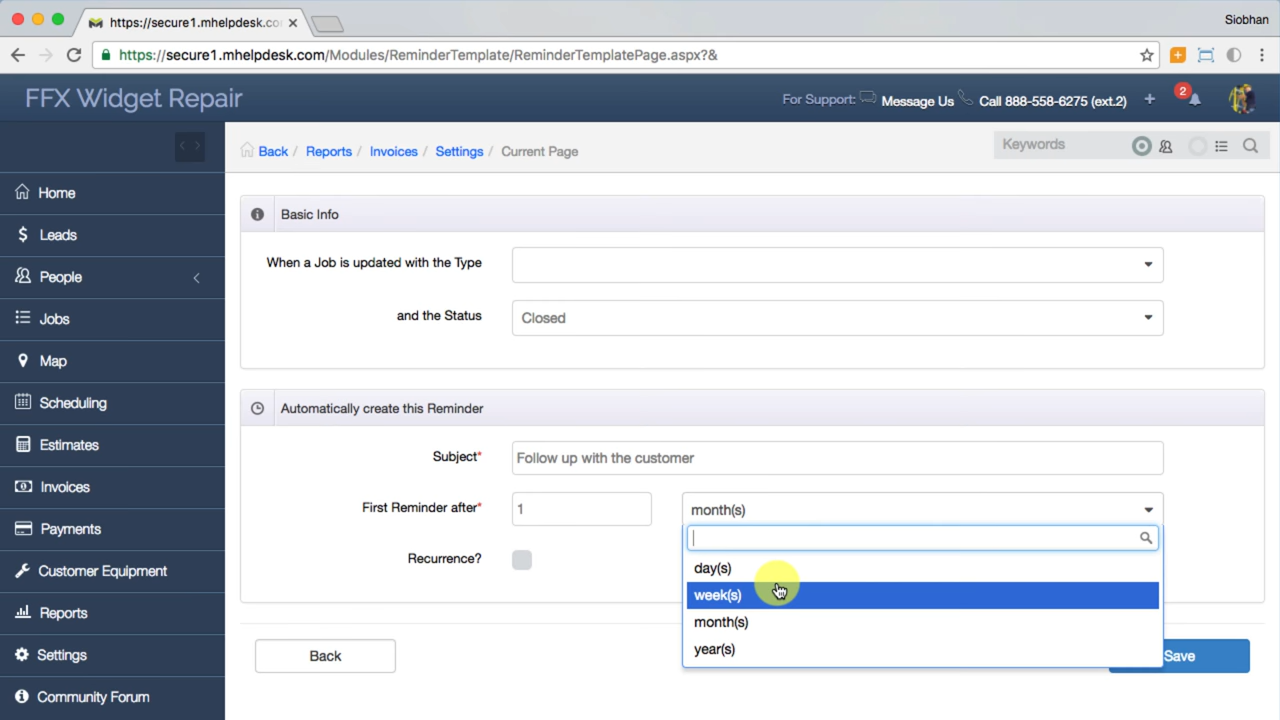 https://secure1.mhelpdesk.co
Siobhan
https://secure1.mhelpdesk.com/Modules/ReminderTemplate/ReminderTemplatePage.aspx?&
FFX Widget Repair
For Support: Message Us Call 888-558-6275 (ext.2)
2
Back / Reports / Invoices / Settings / Current Page
Keywords
Home
Leads
People
Jobs
Map
Scheduling
Estimates
Invoices
Payments
Customer Equipment
Reports
Settings
Community Forum
Basic Info
When a Job is updated with the Type
and the Status
Closed
Automatically create this Reminder
Subject*
Follow up with the customer
First Reminder after*
1
month(s)
Recurrence?
day(s)
week(s)
month(s)
year(s)
Back
Save